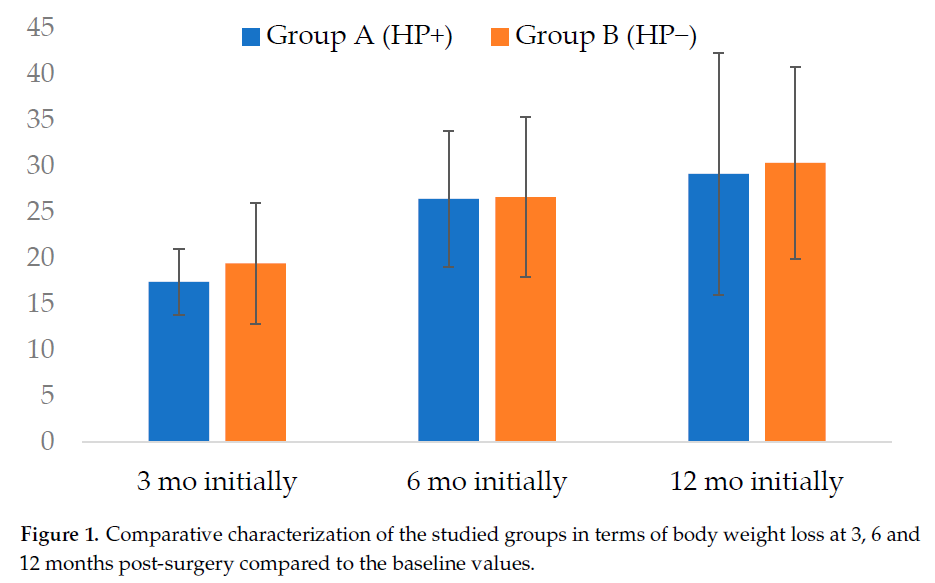 45
Group A (HP+) Group B (HP–)
40
35
30
25
20
15
10
5
0
3 mo initially 6 mo initially 12 mo initially
Figure 1. Comparative characterization of the studied groups in terms of body weight loss at 3, 6 and
12 months post-surgery compared to the baseline values.